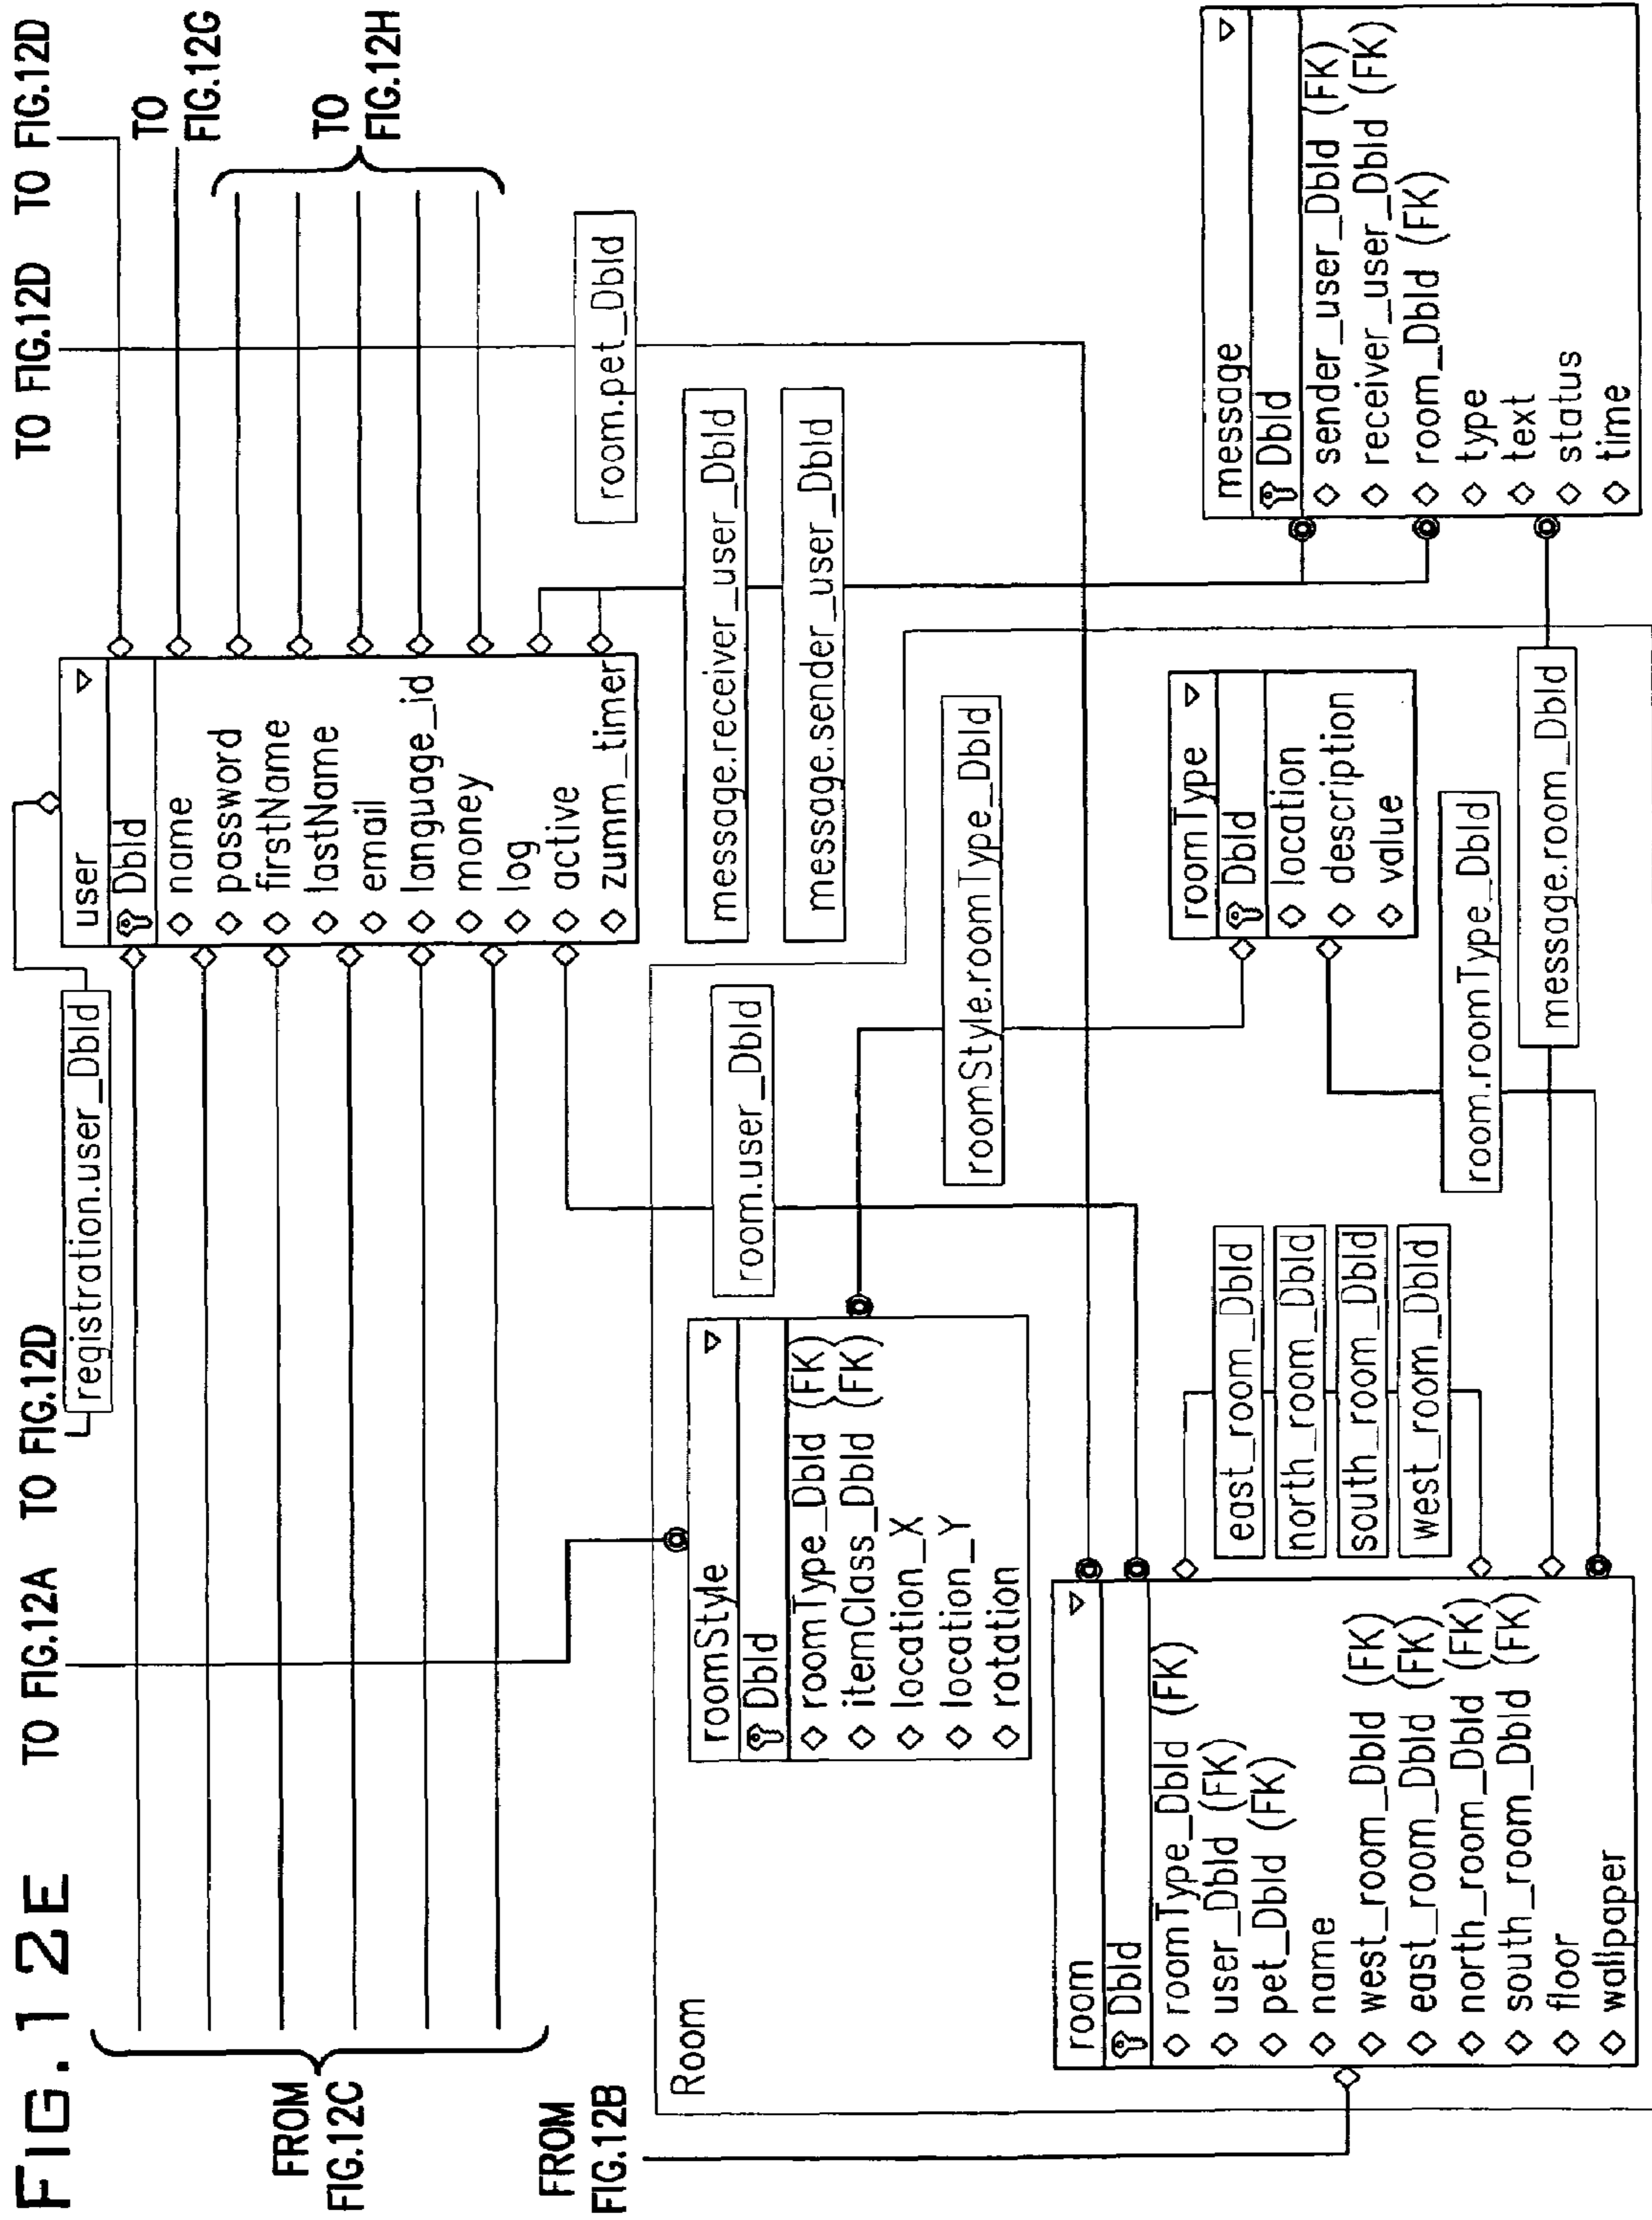 FIG. 12E
TO FIG.12A
TO FIG.12D
TO FIG.12D
TO FIG.12D
registration.user_DbId
FROM
FIG.12C
FROM
FIG.12B
TO
FIG.12G
TO
FIG.12H
user
DbId
name
password
firstName
lastName
email
language_id
money
log
active
zumm_timer
room.pet_DbId
message.receiver_user_DbId
message.sender_user_DbId
room.user_DbId
Room
roomStyle
DbId
roomType_DbId (FK)
itemClass_DbId (FK)
location_X
location_Y
rotation
roomStyle.roomType_DbId
roomType
DbId
location
description
value
room
DbId
roomType_DbId (FK)
user_DbId (FK)
pet_DbId (FK)
name
west_room_DbId (FK)
east_room_DbId (FK)
north_room_DbId (FK)
south_room_DbId (FK)
floor
wallpaper
east_room_DbId
north_room_DbId
south_room_DbId
west_room_DbId
room.roomType_DbId
message.room_DbId
message
DbId
sender_user_DbId (FK)
receiver_user_DbId (FK)
room_DbId (FK)
type
text
status
time